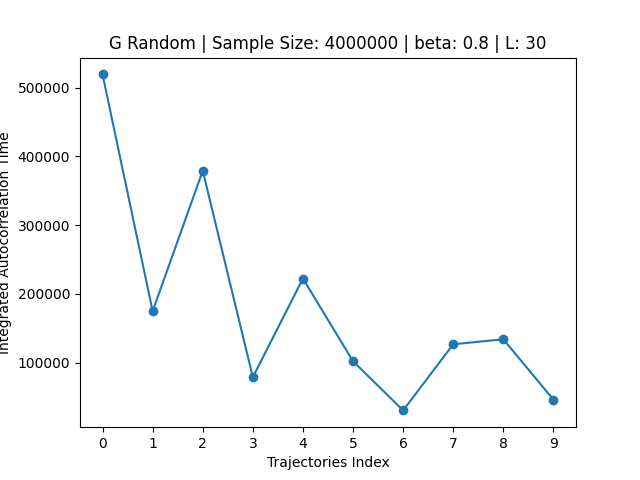 G Random | Sample Size: 4000000 | beta: 0.8 | L: 30
Integrated Autocorrelation Time
500000
400000
300000
200000
100000
0 1 2 3 4 5 6 7 8 9
Trajectories Index